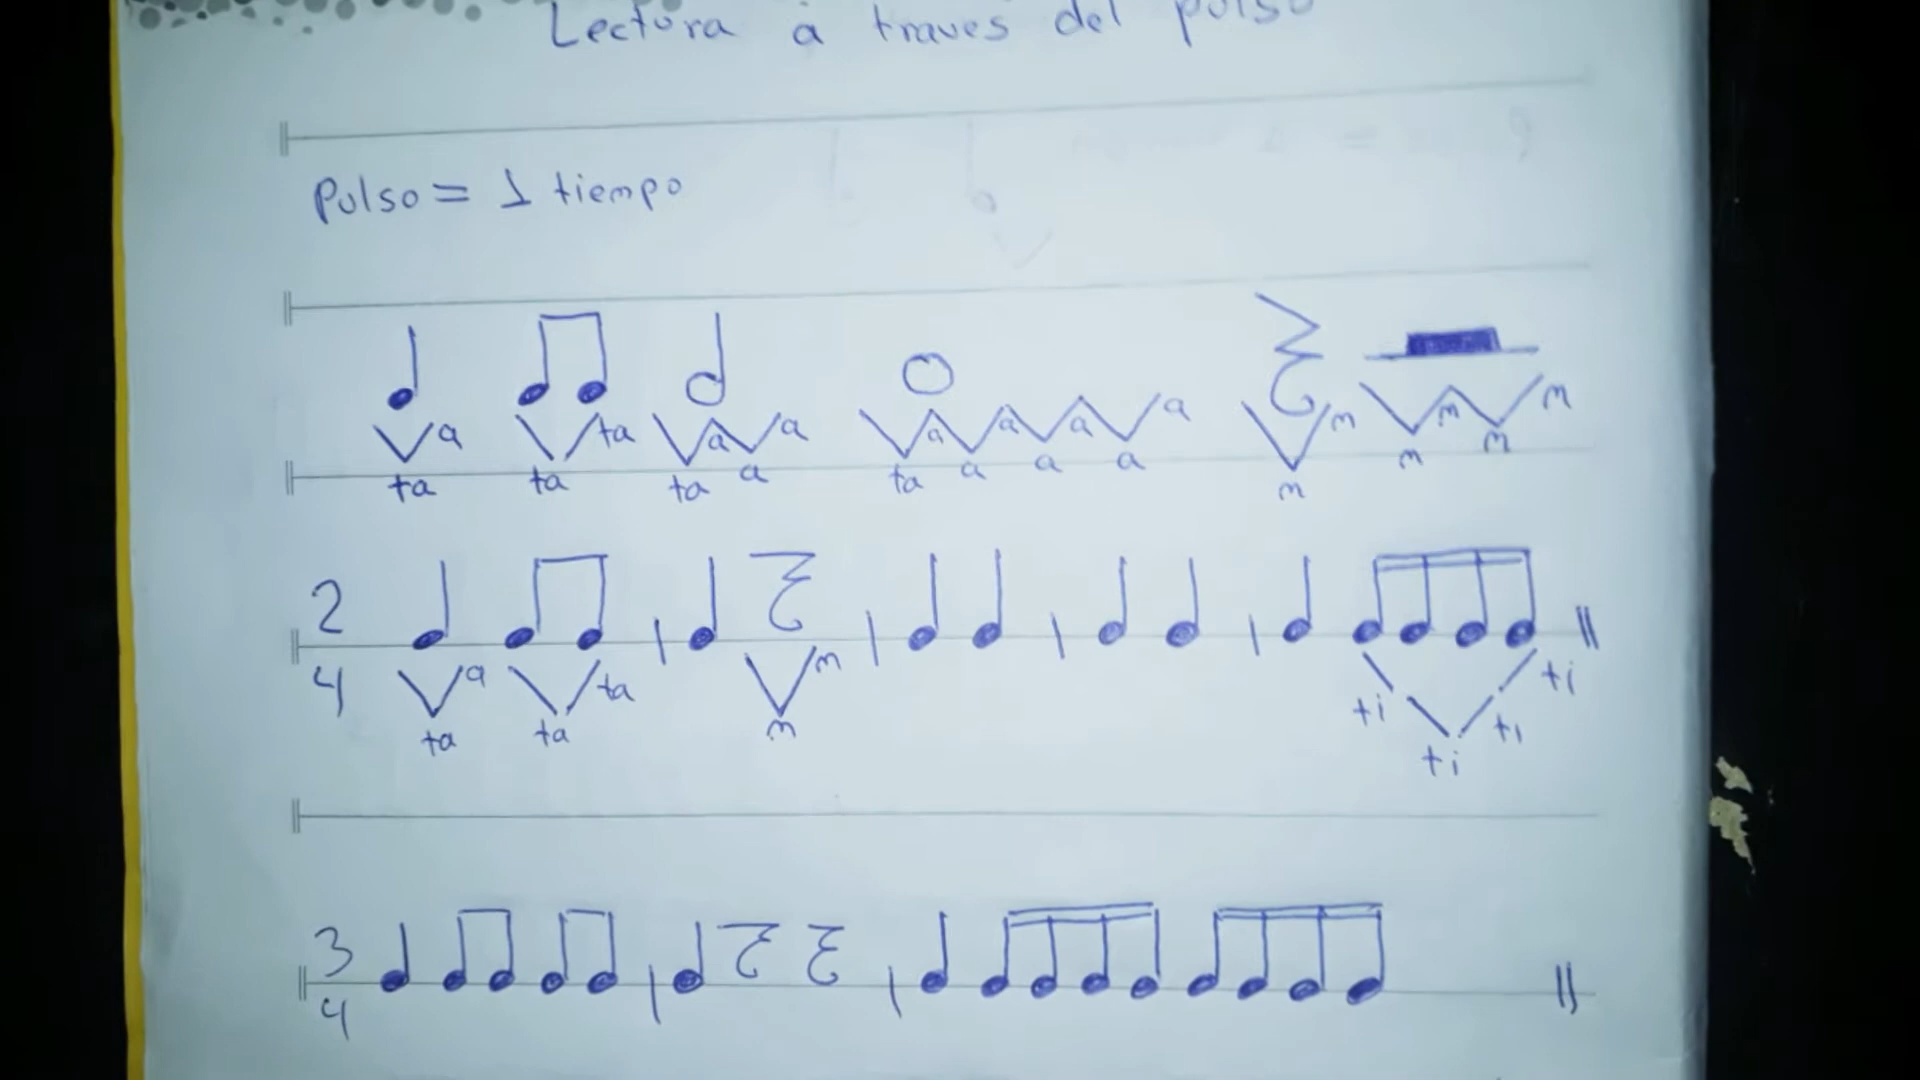 Lectura a traves del pulso
Pulso = 1 tiempo
a ta a a a a a a m m m
ta ta ta a ta a a a m m m
2
4
a ta m ti ti
ta ta m ti ti
3
4